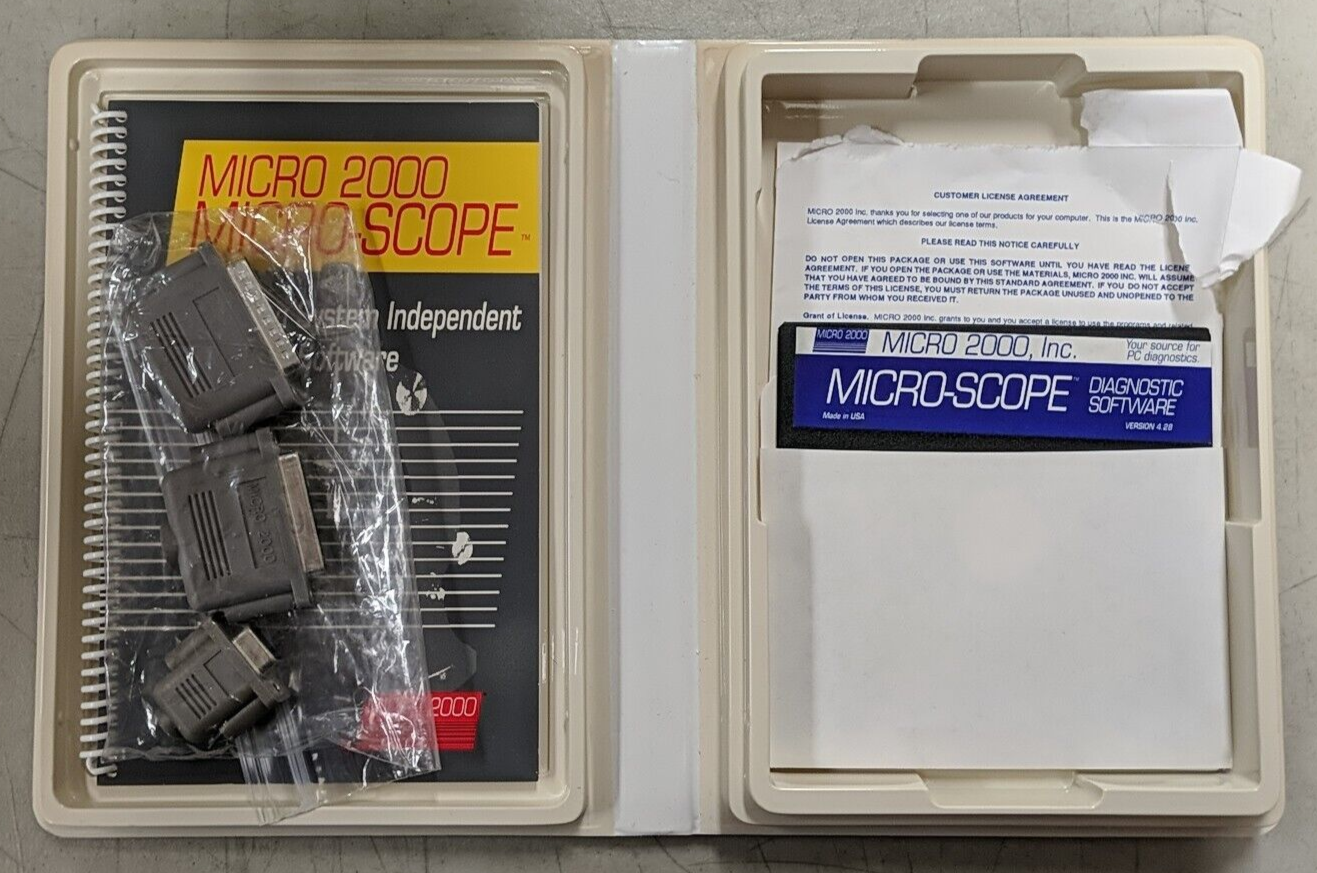 MICRO 2000
MICRO-SCOPE™
System Independent
Software
MICRO 2000
2000
CUSTOMER LICENSE AGREEMENT
MICRO 2000 Inc. thanks you for selecting one of our products for your computer. This is the MICRO 2000 Inc.
License Agreement which describes our license terms.
PLEASE READ THIS NOTICE CAREFULLY
DO NOT OPEN THIS PACKAGE OR USE THIS SOFTWARE UNTIL YOU HAVE READ THE LICENE
AGREEMENT. IF YOU OPEN THE PACKAGE OR USE THE MATERIALS, MICRO 2000 INC. WILL ASSUME
THAT YOU HAVE AGREED TO BE BOUND BY THIS STANDARD AGREEMENT. IF YOU DO NOT ACCEPT
THE TERMS OF THIS LICENSE, YOU MUST RETURN THE PACKAGE UNUSED AND UNOPENED TO THE
PARTY FROM WHOM YOU RECEIVED IT.
Grant of License. MICRO 2000 Inc. grants to you and you accept a license to use the programs and related
MICRO 2000
MICRO 2000, Inc.
Your source for
PC diagnostics.
MICRO-SCOPE™
DIAGNOSTIC
SOFTWARE
Made in USA
VERSION 4.28